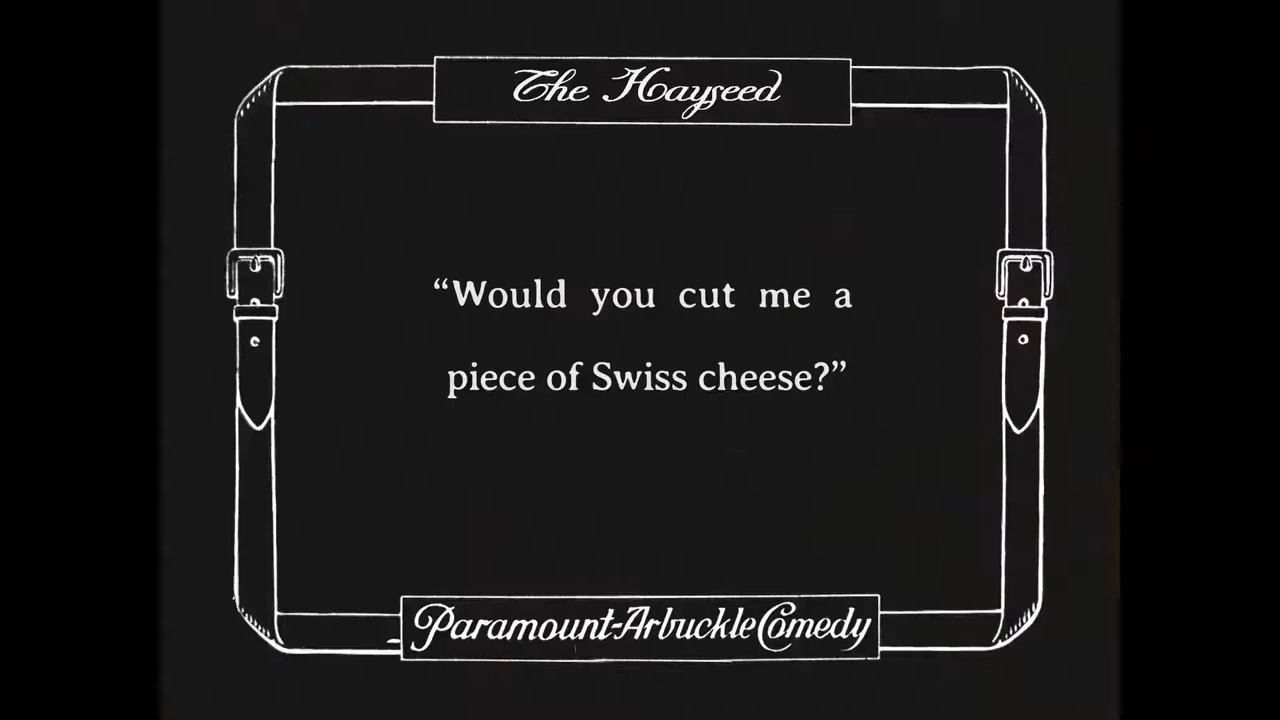 The Hayseed
“Would you cut me a
piece of Swiss cheese?”
Paramount-Arbuckle Comedy